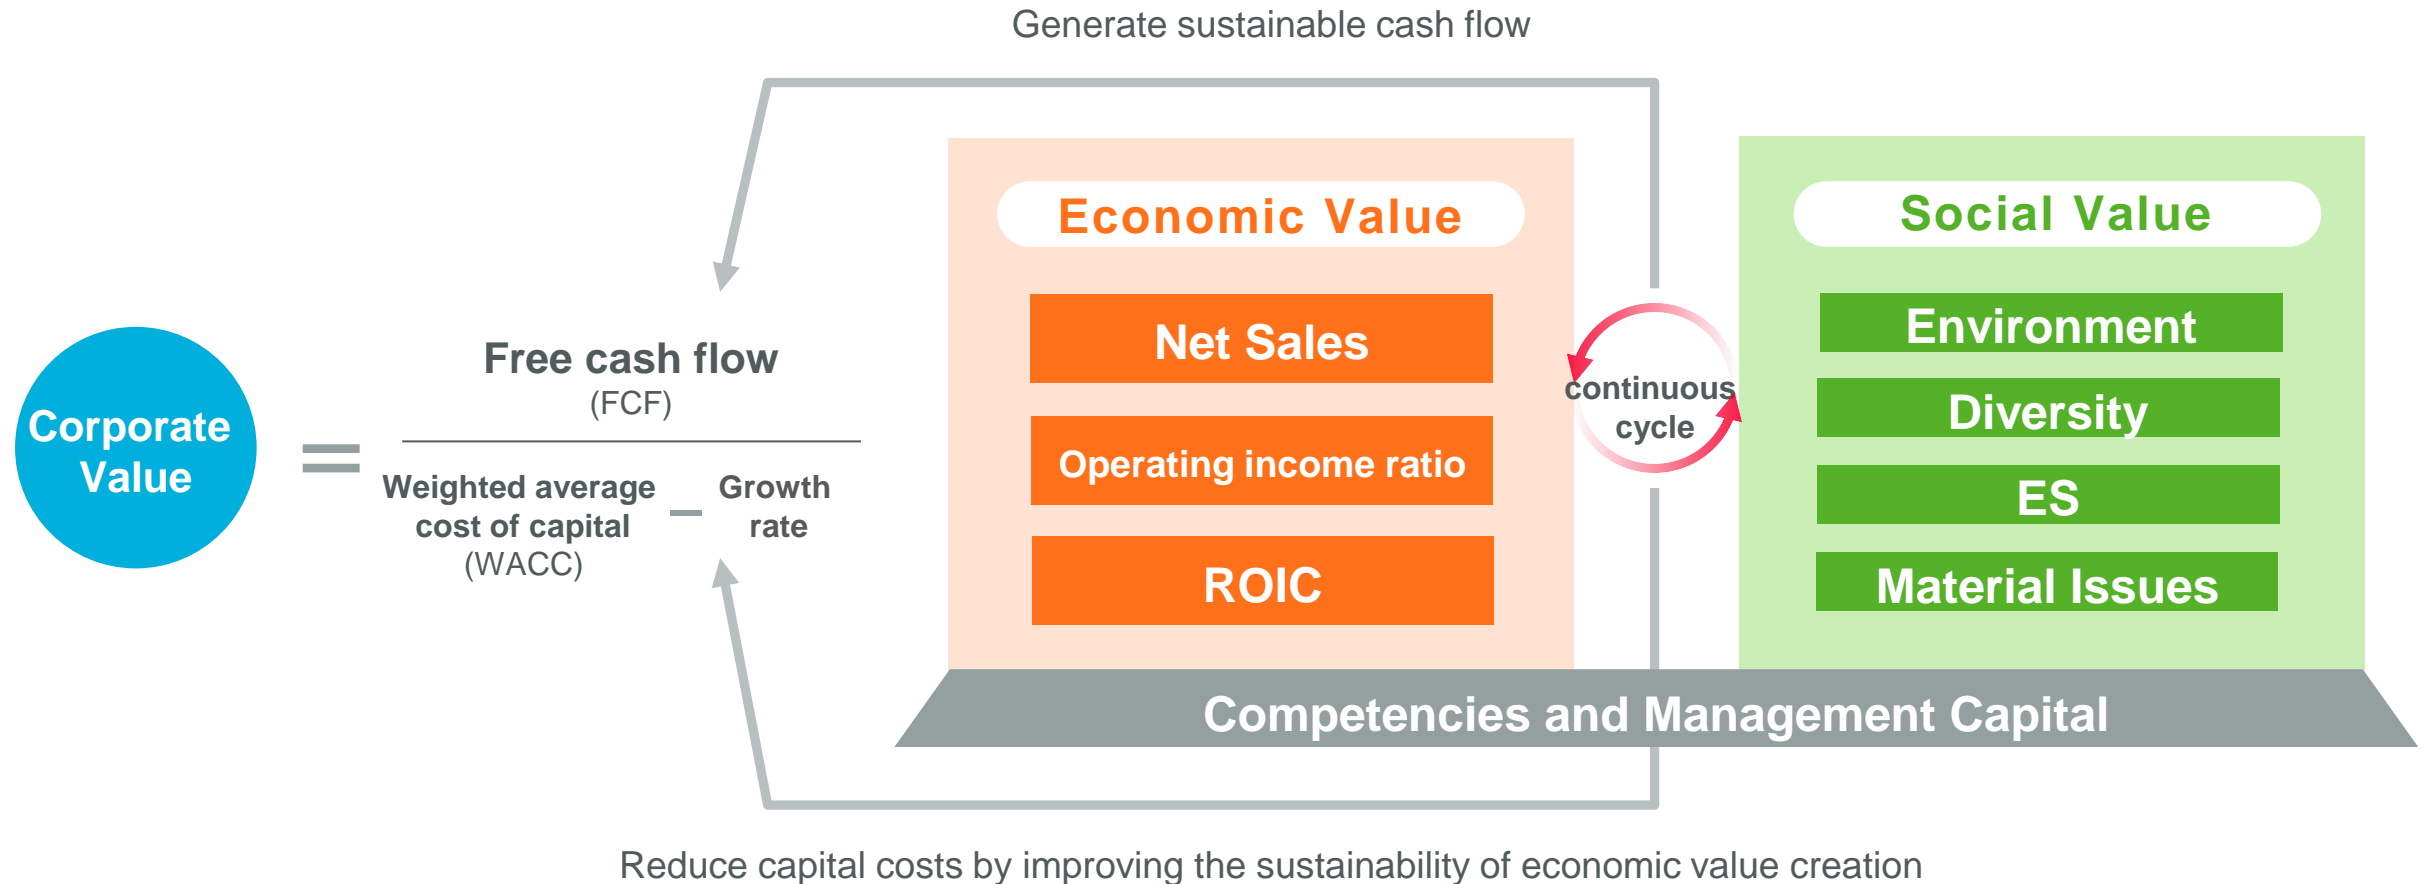 Generate sustainable cash flow
Corporate
Value
=
Free cash flow
(FCF)
Weighted average
cost of capital
(WACC)
–
Growth
rate
Economic Value
Net Sales
Operating income ratio
ROIC
continuous
cycle
Social Value
Environment
Diversity
ES
Material Issues
Competencies and Management Capital
Reduce capital costs by improving the sustainability of economic value creation